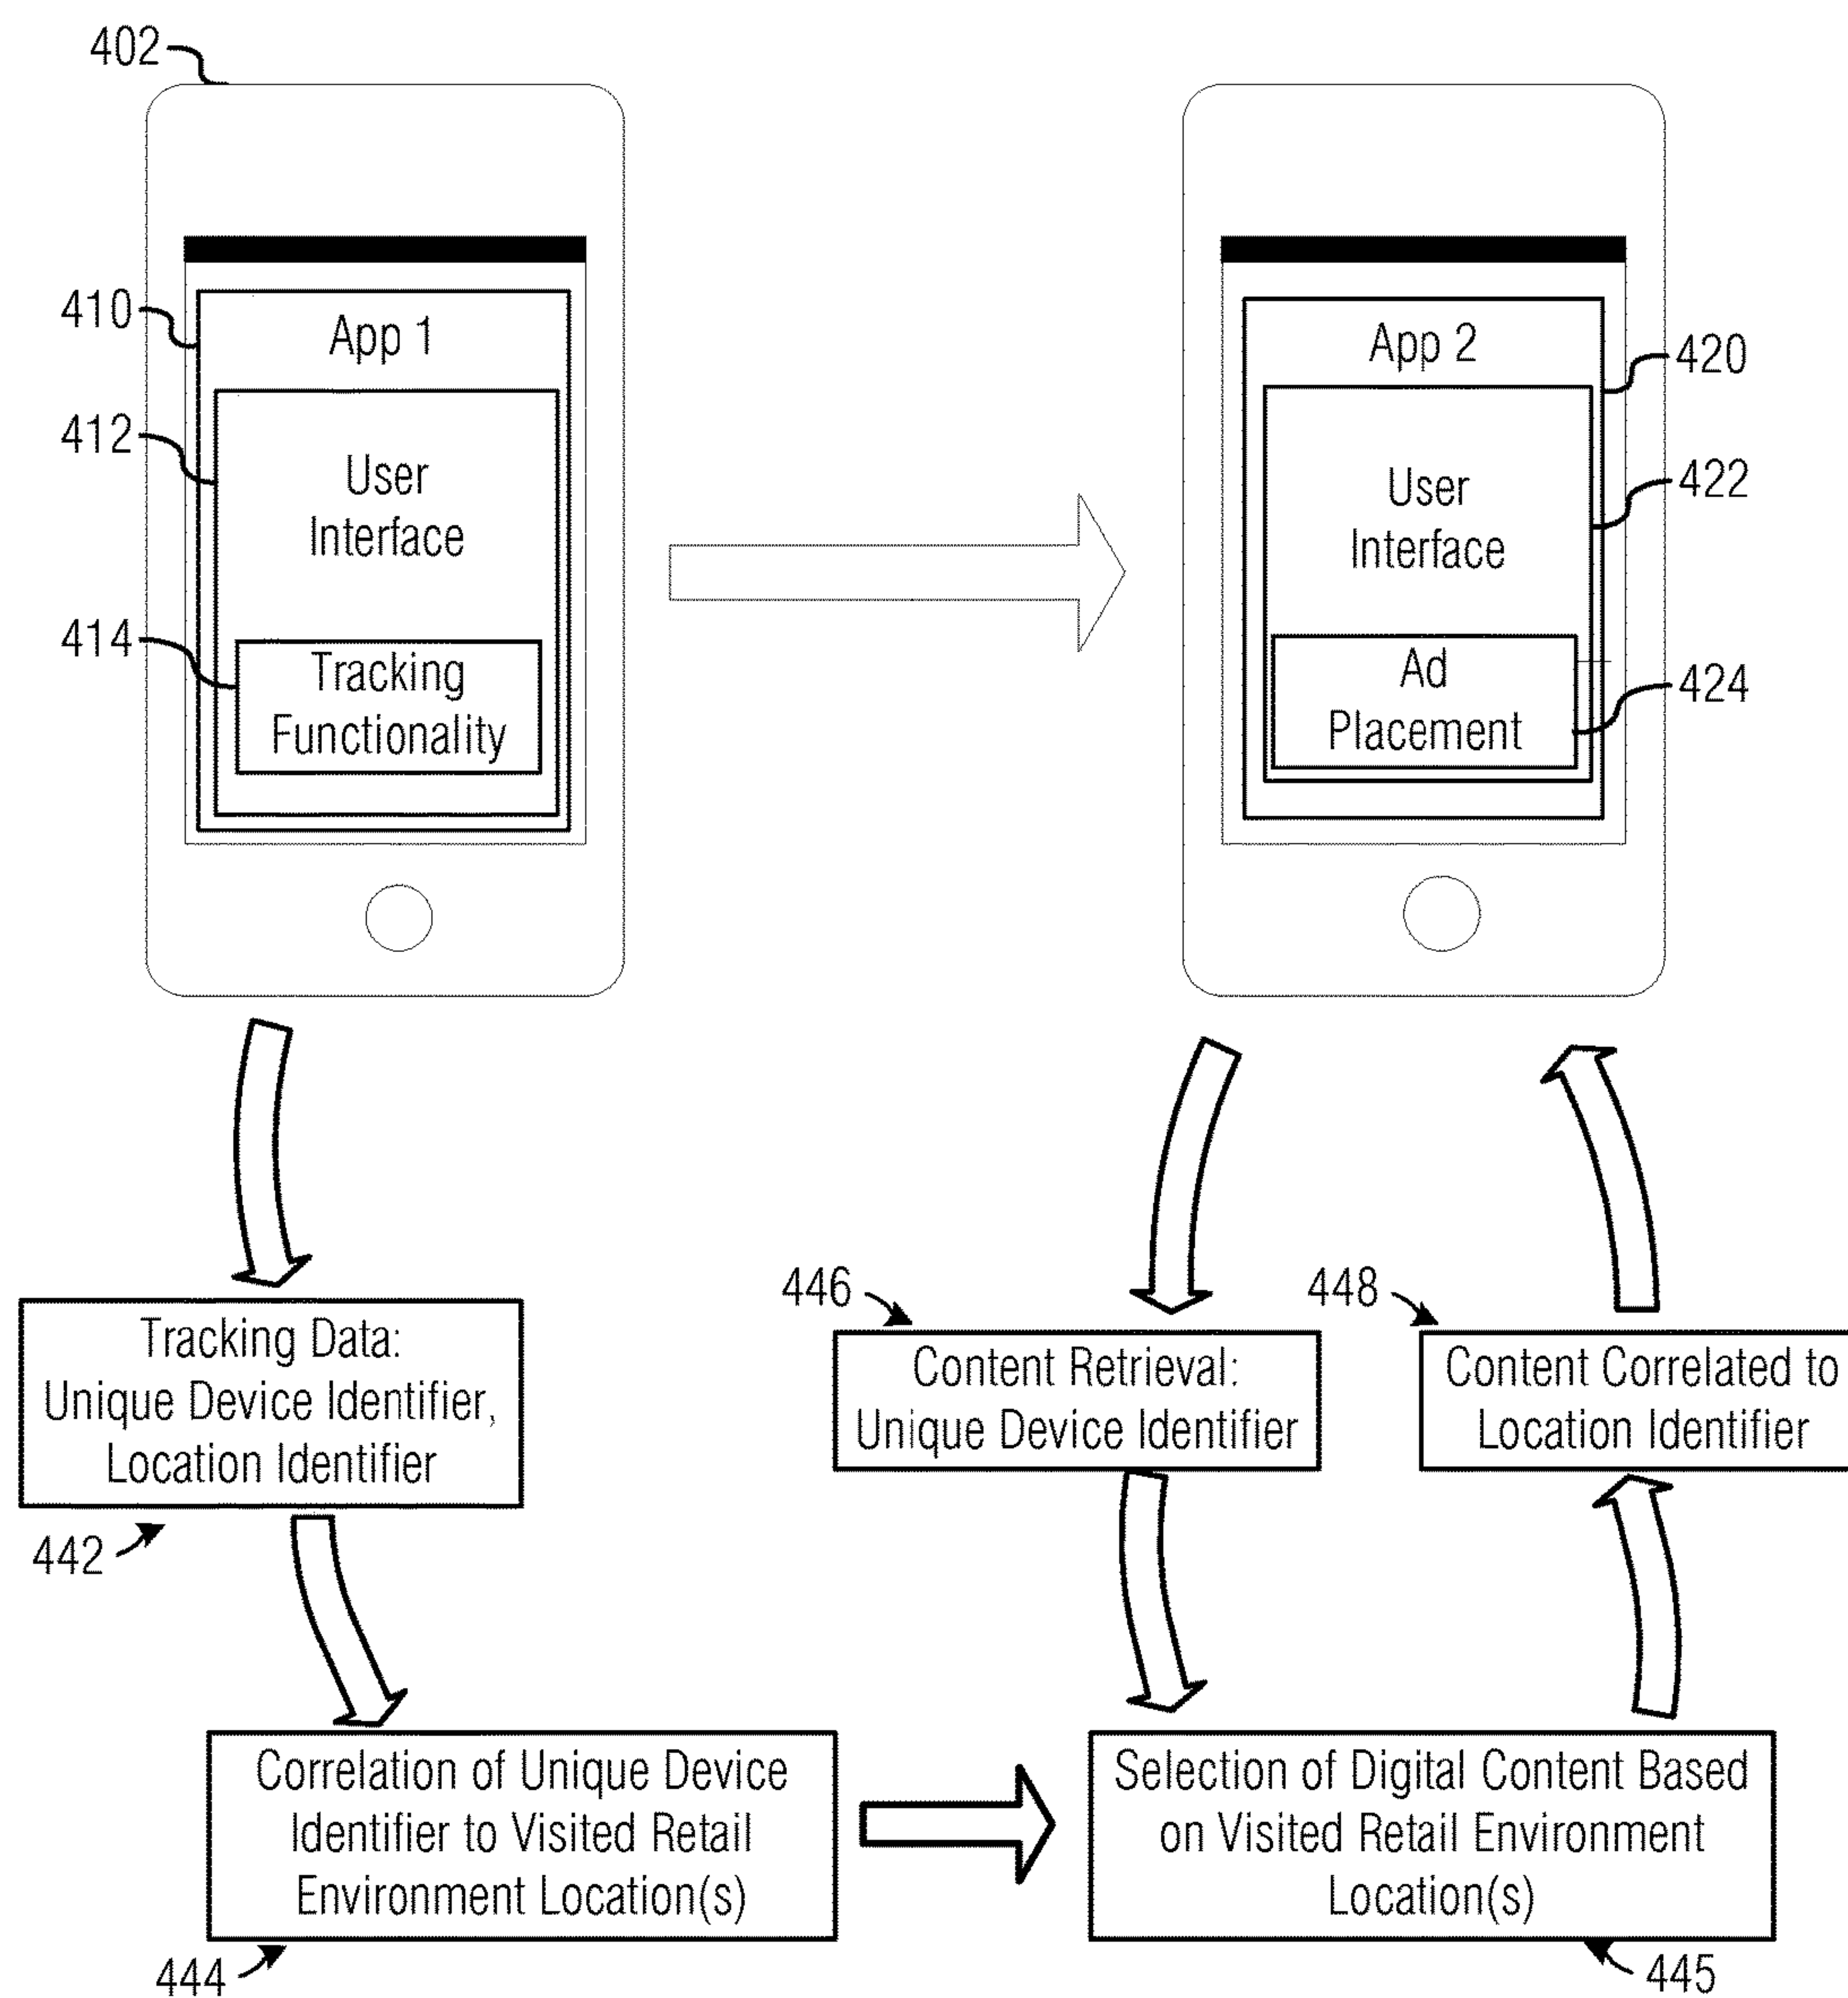 402
410
App 1
412
User
Interface
414
Tracking
Functionality
App 2
420
User
Interface
422
Ad
Placement
424
Tracking Data:
Unique Device Identifier,
Location Identifier
442
446
Content Retrieval:
Unique Device Identifier
448
Content Correlated to
Location Identifier
Correlation of Unique Device
Identifier to Visited Retail
Environment Location(s)
444
Selection of Digital Content Based
on Visited Retail Environment
Location(s)
445